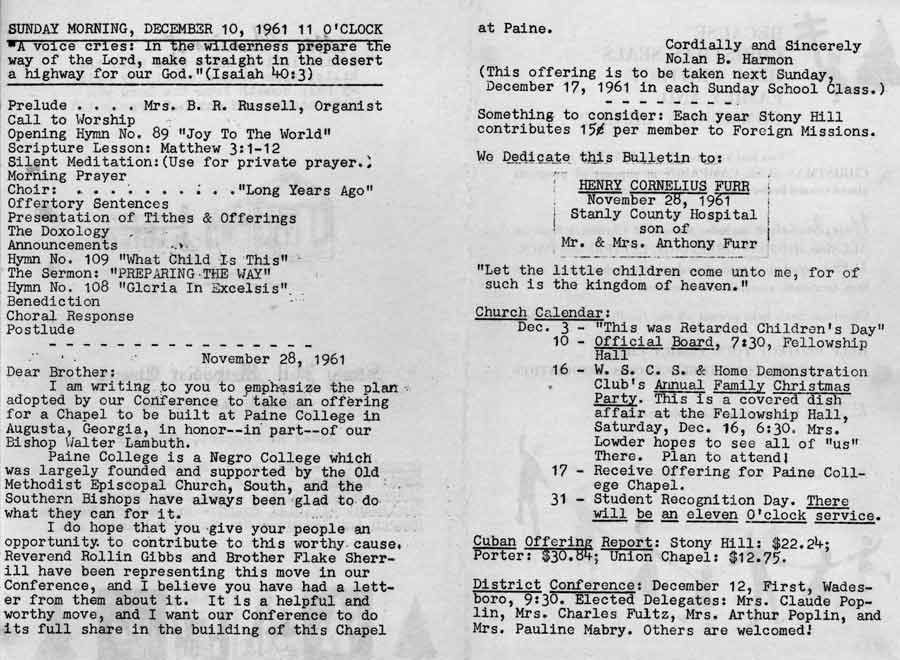 SUNDAY MORNING, DECEMBER 10, 1961 11 O'CLOCK
"A voice cries: In the wilderness prepare the
way of the Lord, make straight in the desert
a highway for our God."(Isaiah 40:3)
Prelude . . . . Mrs. B. R. Russell, Organist
Call to Worship
Opening Hymn No. 89 "Joy To The World"
Scripture Lesson: Matthew 3:1-12
Silent Meditation:(Use for private prayer.)
Morning Prayer
Choir: . . . . . . . . . ."Long Years Ago"
Offertory Sentences
Presentation of Tithes & Offerings
The Doxology
Announcements
Hymn No. 109 "What Child Is This"
The Sermon: "PREPARING THE WAY"
Hymn No. 108 "Gloria In Excelsis"
Benediction
Choral Response
Postlude
- - - - - - - - - - - - - - - -
November 28, 1961
Dear Brother:
I am writing to you to emphasize the plan
adopted by our Conference to take an offering
for a Chapel to be built at Paine College in
Augusta, Georgia, in honor--in part--of our
Bishop Walter Lambuth.
Paine College is a Negro College which
was largely founded and supported by the Old
Methodist Episcopal Church, South, and the
Southern Bishops have always been glad to do
what they can for it.
I do hope that you give your people an
opportunity to contribute to this worthy cause.
Reverend Rollin Gibbs and Brother Flake Sherr-
ill have been representing this move in our
Conference, and I believe you have had a lett-
er from them about it. It is a helpful and
worthy move, and I want our Conference to do
its full share in the building of this Chapel
at Paine.
Cordially and Sincerely
Nolan B. Harmon
(This offering is to be taken next Sunday,
December 17, 1961 in each Sunday School Class.)
- - - - - - - -
Something to consider: Each year Stony Hill
contributes 15¢ per member to Foreign Missions.
We Dedicate this Bulletin to:
HENRY CORNELIUS FURR
November 28, 1961
Stanly County Hospital
son of
Mr. & Mrs. Anthony Furr
"Let the little children come unto me, for of
such is the kingdom of heaven."
Church Calendar:
Dec. 3 - "This was Retarded Children's Day"
10 - Official Board, 7:30, Fellowship
Hall
16 - W. S. C. S. & Home Demonstration
Club's Annual Family Christmas
Party. This is a covered dish
affair at the Fellowship Hall,
Saturday, Dec. 16, 6:30. Mrs.
Lowder hopes to see all of "us"
There. Plan to attend!
17 - Receive Offering for Paine Coll-
ege Chapel.
31 - Student Recognition Day. There
will be an eleven O'clock service.
Cuban Offering Report: Stony Hill: $22.24;
Porter: $30.84; Union Chapel: $12.75.
District Conference: December 12, First, Wades-
boro, 9:30. Elected Delegates: Mrs. Claude Pop-
lin, Mrs. Charles Fultz, Mrs. Arthur Poplin, and
Mrs. Pauline Mabry. Others are welcomed!